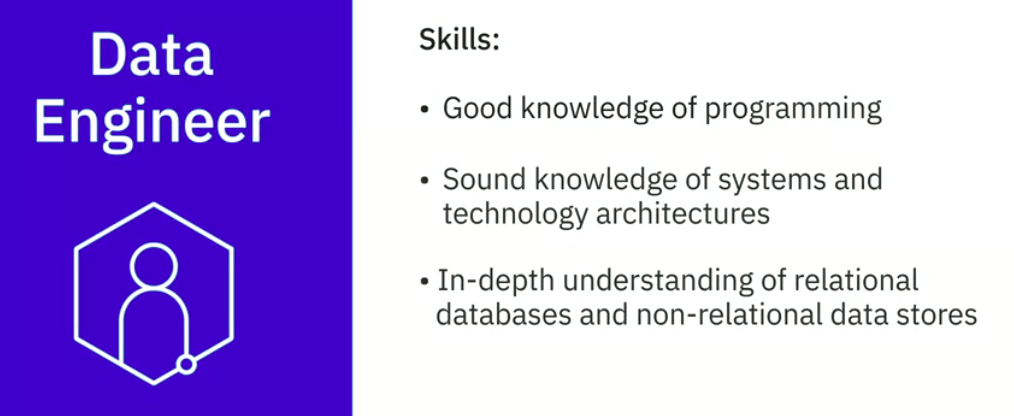 Data
Engineer
Skills:
• Good knowledge of programming
• Sound knowledge of systems and
technology architectures
• In-depth understanding of relational
databases and non-relational data stores